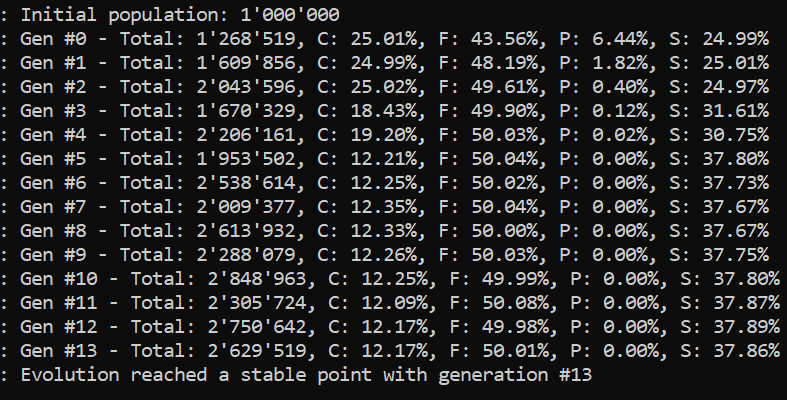 : Initial population: 1'000'000
: Gen #0 - Total: 1'268'519, C: 25.01%, F: 43.56%, P: 6.44%, S: 24.99%
: Gen #1 - Total: 1'609'856, C: 24.99%, F: 48.19%, P: 1.82%, S: 25.01%
: Gen #2 - Total: 2'043'596, C: 25.02%, F: 49.61%, P: 0.40%, S: 24.97%
: Gen #3 - Total: 1'670'329, C: 18.43%, F: 49.90%, P: 0.12%, S: 31.61%
: Gen #4 - Total: 2'206'161, C: 19.20%, F: 50.03%, P: 0.02%, S: 30.75%
: Gen #5 - Total: 1'953'502, C: 12.21%, F: 50.04%, P: 0.00%, S: 37.80%
: Gen #6 - Total: 2'538'614, C: 12.25%, F: 50.02%, P: 0.00%, S: 37.73%
: Gen #7 - Total: 2'009'377, C: 12.35%, F: 50.04%, P: 0.00%, S: 37.67%
: Gen #8 - Total: 2'613'932, C: 12.33%, F: 50.00%, P: 0.00%, S: 37.67%
: Gen #9 - Total: 2'288'079, C: 12.26%, F: 50.03%, P: 0.00%, S: 37.75%
: Gen #10 - Total: 2'848'963, C: 12.25%, F: 49.99%, P: 0.00%, S: 37.80%
: Gen #11 - Total: 2'305'724, C: 12.09%, F: 50.08%, P: 0.00%, S: 37.87%
: Gen #12 - Total: 2'750'642, C: 12.17%, F: 49.98%, P: 0.00%, S: 37.89%
: Gen #13 - Total: 2'629'519, C: 12.17%, F: 50.01%, P: 0.00%, S: 37.86%
: Evolution reached a stable point with generation #13